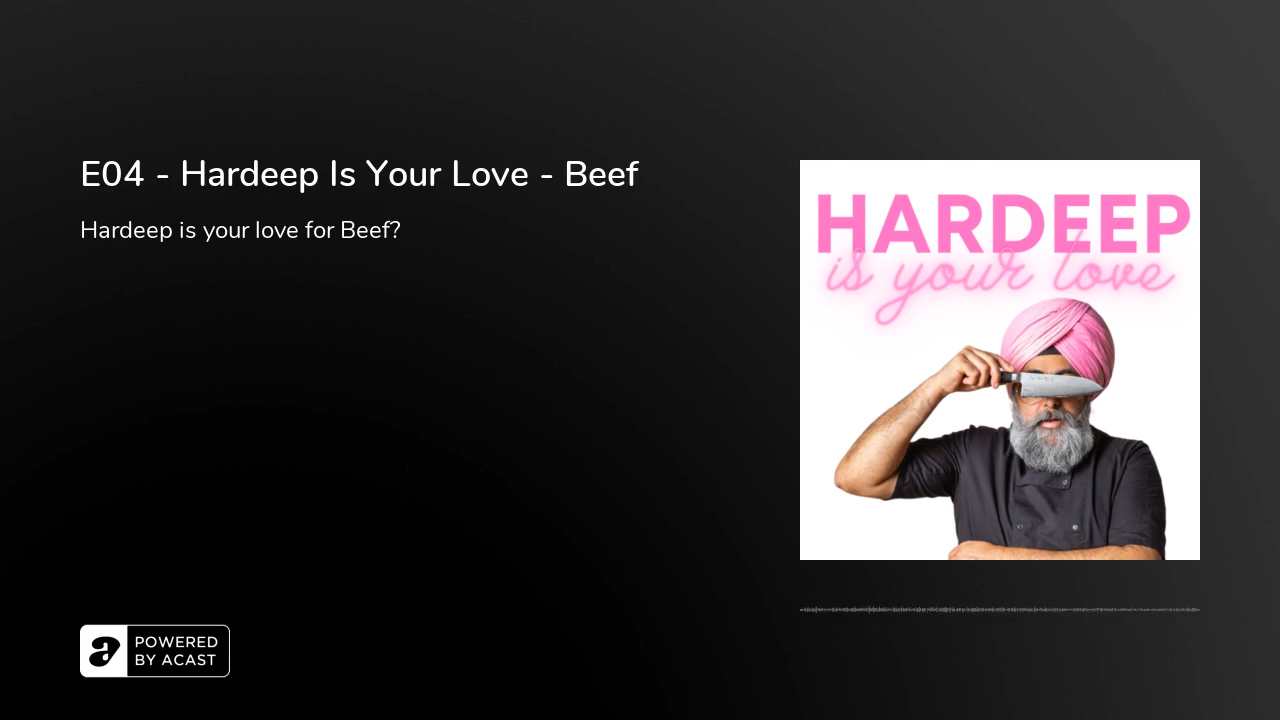 E04 - Hardeep Is Your Love - Beef
Hardeep is your love for Beef?
HARDEEP
is your love
POWERED
BY ACAST